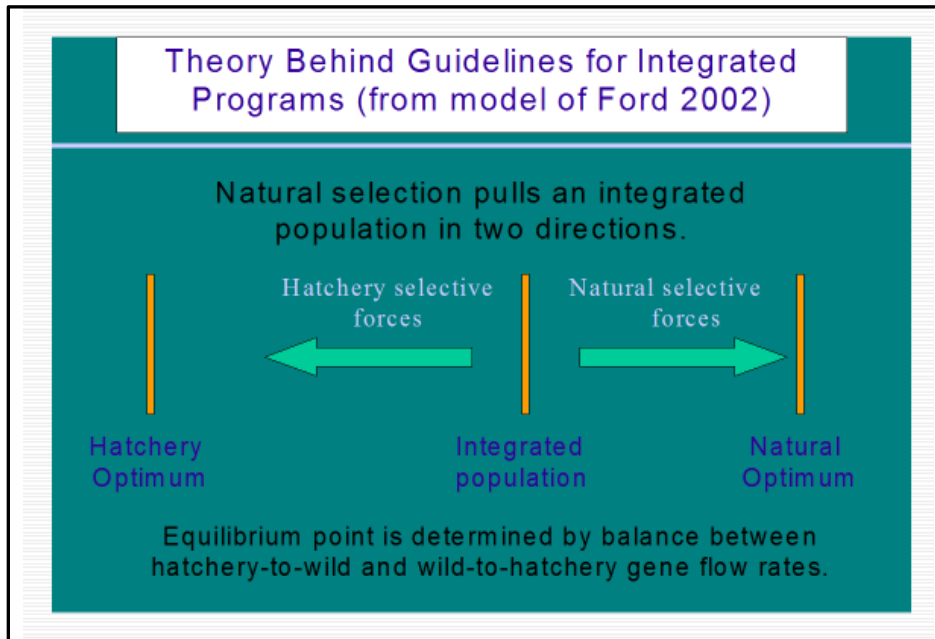 Theory Behind Guidelines for Integrated
Programs (from model of Ford 2002)
Natural selection pulls an integrated
population in two directions.
Hatchery selective
forces
Natural selective
forces
Hatchery
Optimum
Integrated
population
Natural
Optimum
Equilibrium point is determined by balance between
hatchery-to-wild and wild-to-hatchery gene flow rates.